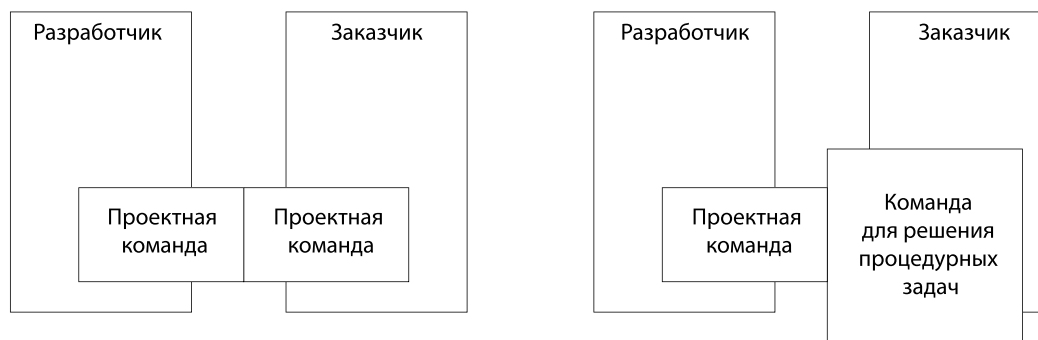 Разработчик
Заказчик
Проектная
команда
Проектная
команда
Разработчик
Заказчик
Проектная
команда
Команда
для решения
процедурных
задач